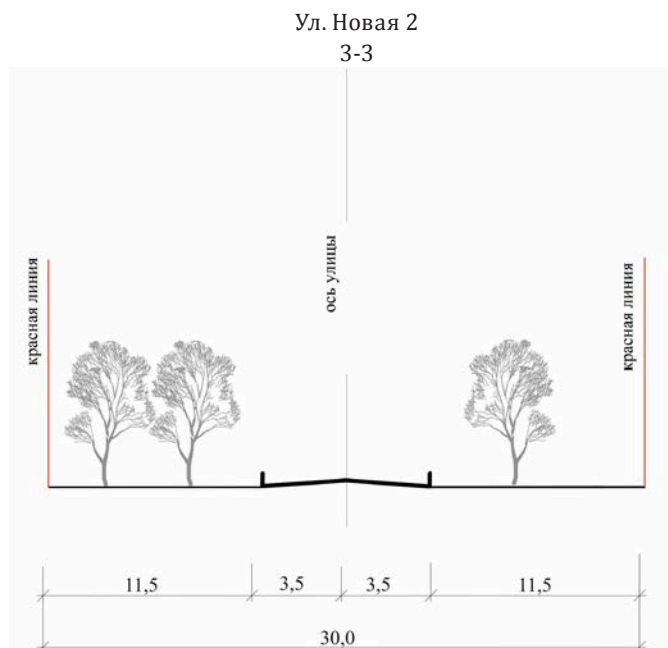 Ул. Новая 2
3-3
ось улицы
красная линия
красная линия
11,5
3,5
3,5
11,5
30,0